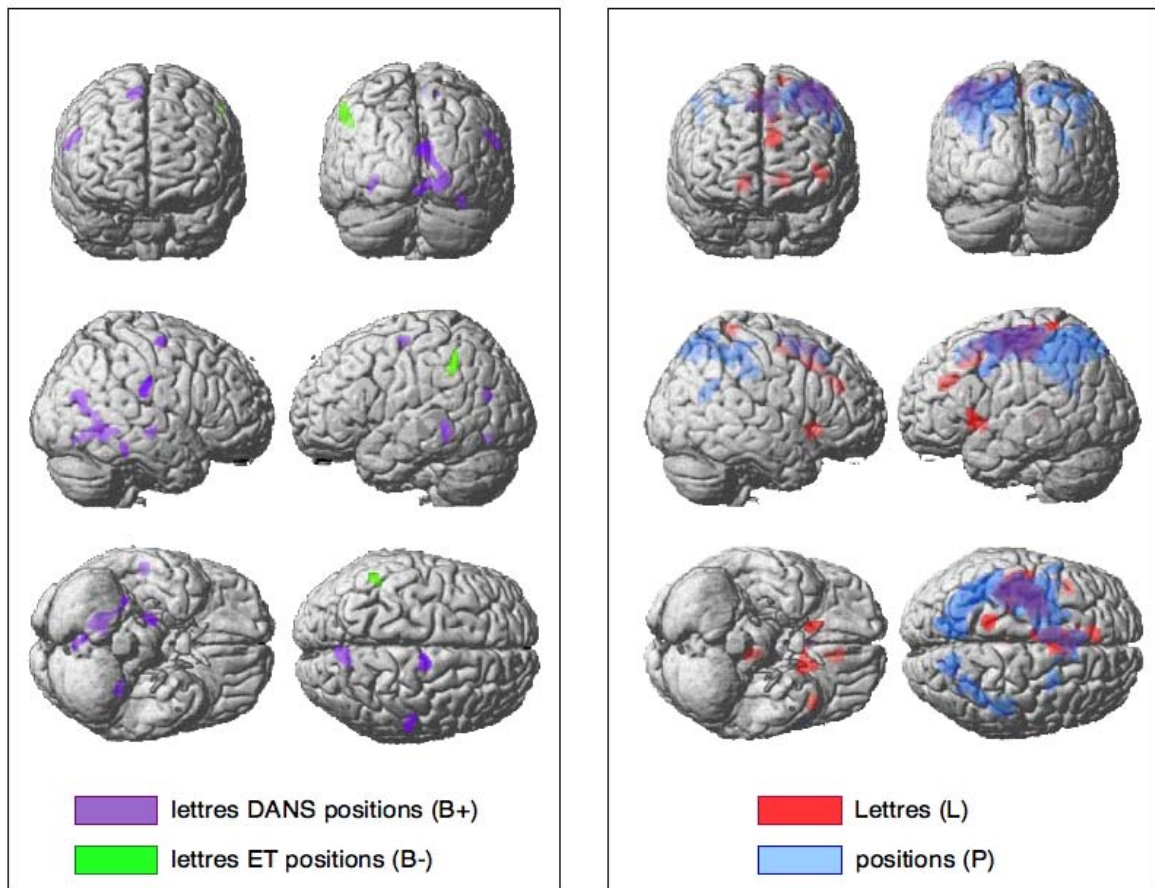 lettres DANS positions (B+)
lettres ET positions (B-)
Lettres (L)
positions (P)